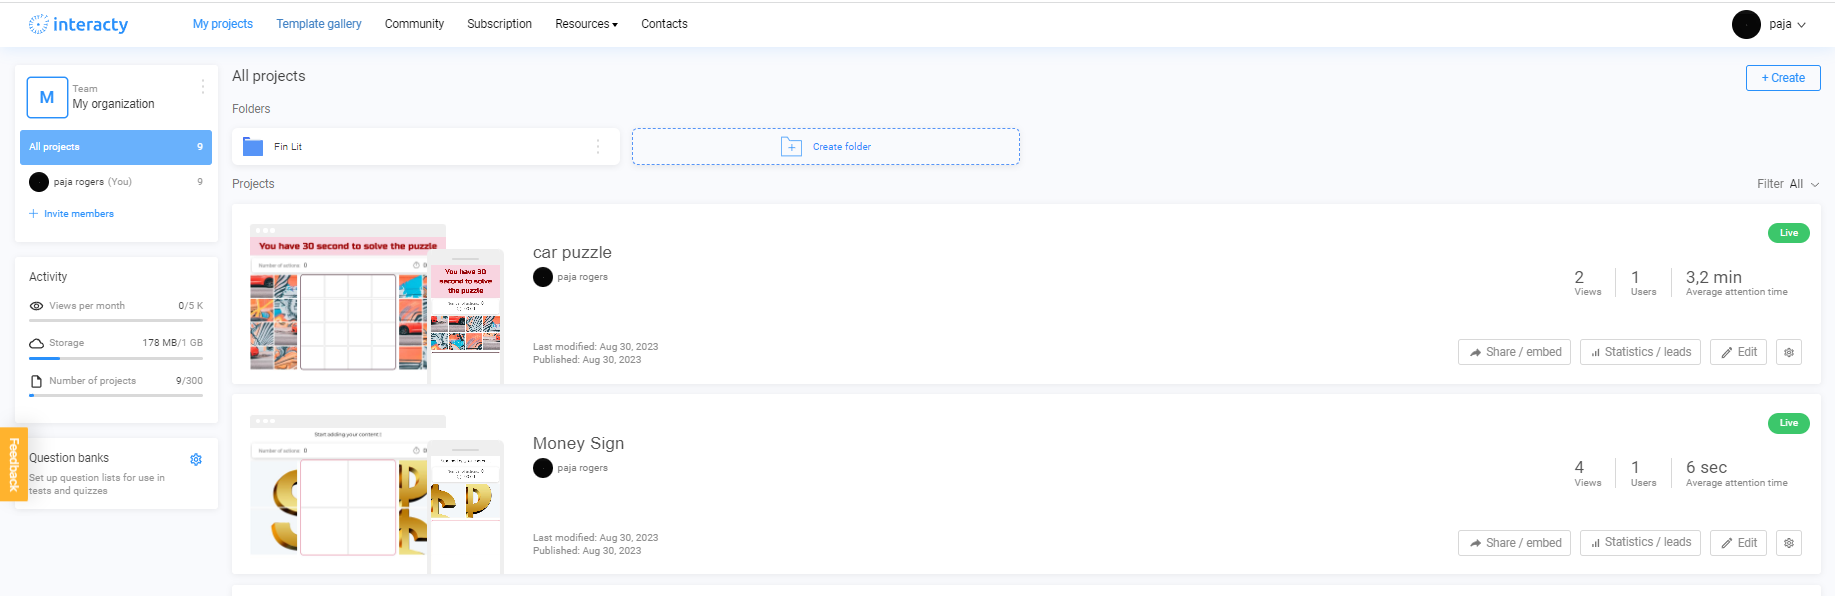 interacty
My projects
Template gallery
Community
Subscription
Resources
Contacts
paja
M
Team
My organization
All projects 9
paja rogers (You) 9
+ Invite members
Activity
Views per month 0/5 K
Storage 178 MB/1 GB
Number of projects 9/300
Feedback
Question banks
Set up question lists for use in
tests and quizzes
All projects
+ Create
Folders
Fin Lit
Create folder
Projects
Filter All
You have 30 second to solve the puzzle
Number of actions 0
You have 30
second to solve
the puzzle
car puzzle
paja rogers
Last modified: Aug 30, 2023
Published: Aug 30, 2023
Live
2
Views
1
Users
3,2 min
Average attention time
Share / embed
Statistics / leads
Edit
Start adding your content:)
Number of actions 0
Money Sign
paja rogers
Last modified: Aug 30, 2023
Published: Aug 30, 2023
Live
4
Views
1
Users
6 sec
Average attention time
Share / embed
Statistics / leads
Edit